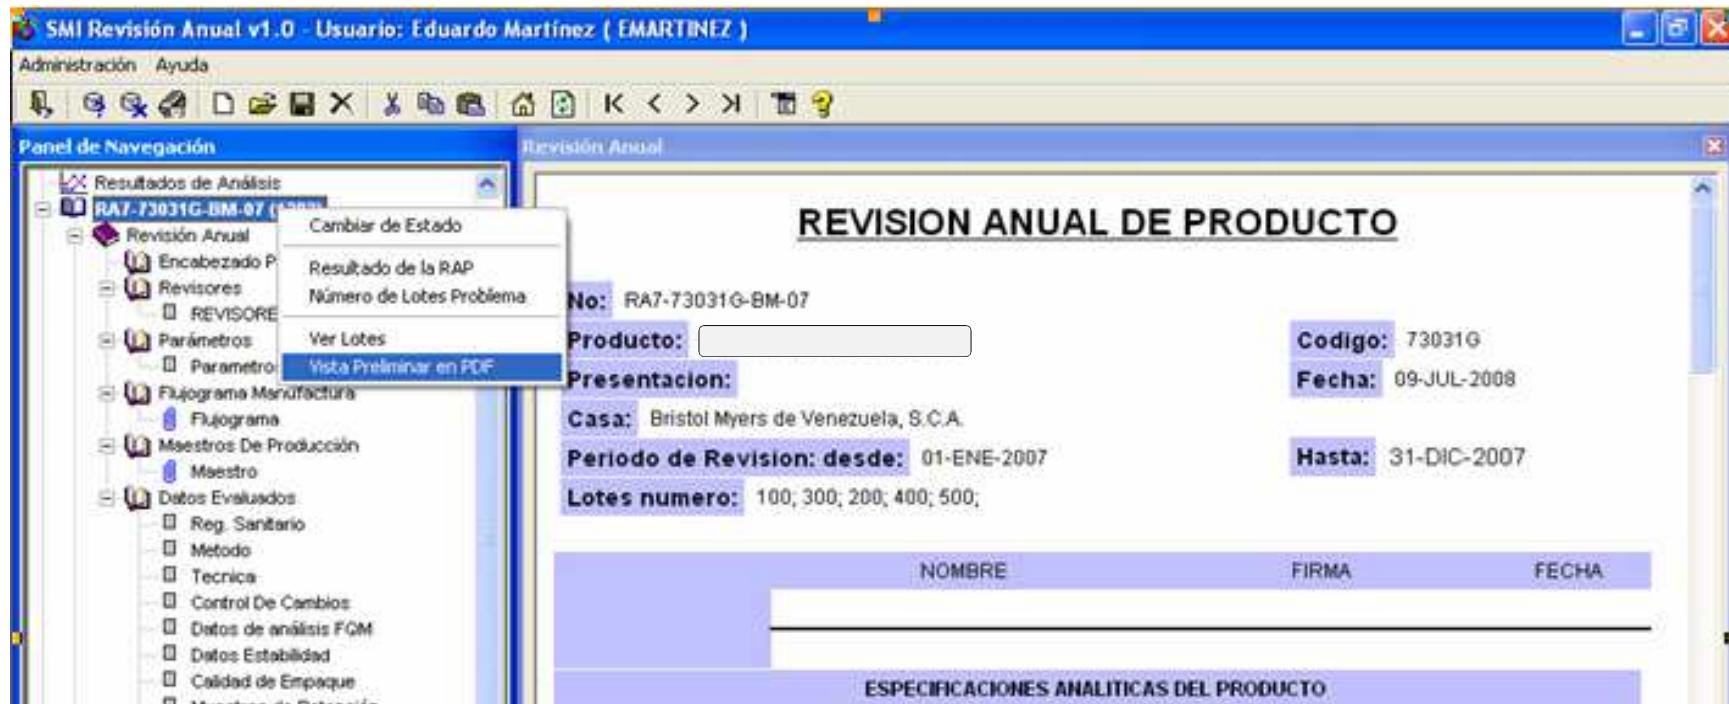 SMI Revisión Anual v1.0 - Usuario: Eduardo Martínez ( EMARTINEZ )
Administración Ayuda
Panel de Navegación
Revisión Anual
Resultados de Análisis
RA7-73031G-BM-07
Revisión Anual
Encabezado P
Revisores
REVISORE
Parámetros
Parametro
Flujograma Manufactura
Flujograma
Maestros De Producción
Maestro
Datos Evaluados
Reg. Sanitario
Metodo
Tecnica
Control De Cambios
Datos de análisis FQM
Datos Estabilidad
Calidad de Empaque
Cambiar de Estado
Resultado de la RAP
Número de Lotes Problema
Ver Lotes
Vista Preliminar en PDF
REVISION ANUAL DE PRODUCTO
No: RA7-73031G-BM-07
Producto: Codigo: 73031G
Presentacion: Fecha: 09-JUL-2008
Casa: Bristol Myers de Venezuela, S.C.A.
Periodo de Revision: desde: 01-ENE-2007 Hasta: 31-DIC-2007
Lotes numero: 100; 300; 200; 400; 500;
NOMBRE FIRMA FECHA
ESPECIFICACIONES ANALITICAS DEL PRODUCTO